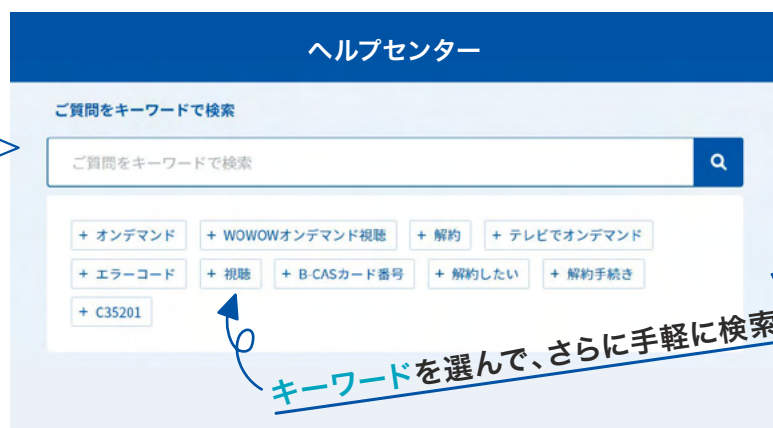 ヘルプセンター
ご質問をキーワードで検索
ご質問をキーワードで検索
+ オンデマンド + WOWOWオンデマンド視聴 + 解約 + テレビでオンデマンド
+ エラーコード + 視聴 + B-CASカード番号 + 解約したい + 解約手続き
+ C35201
キーワードを選んで、さらに手軽に検索